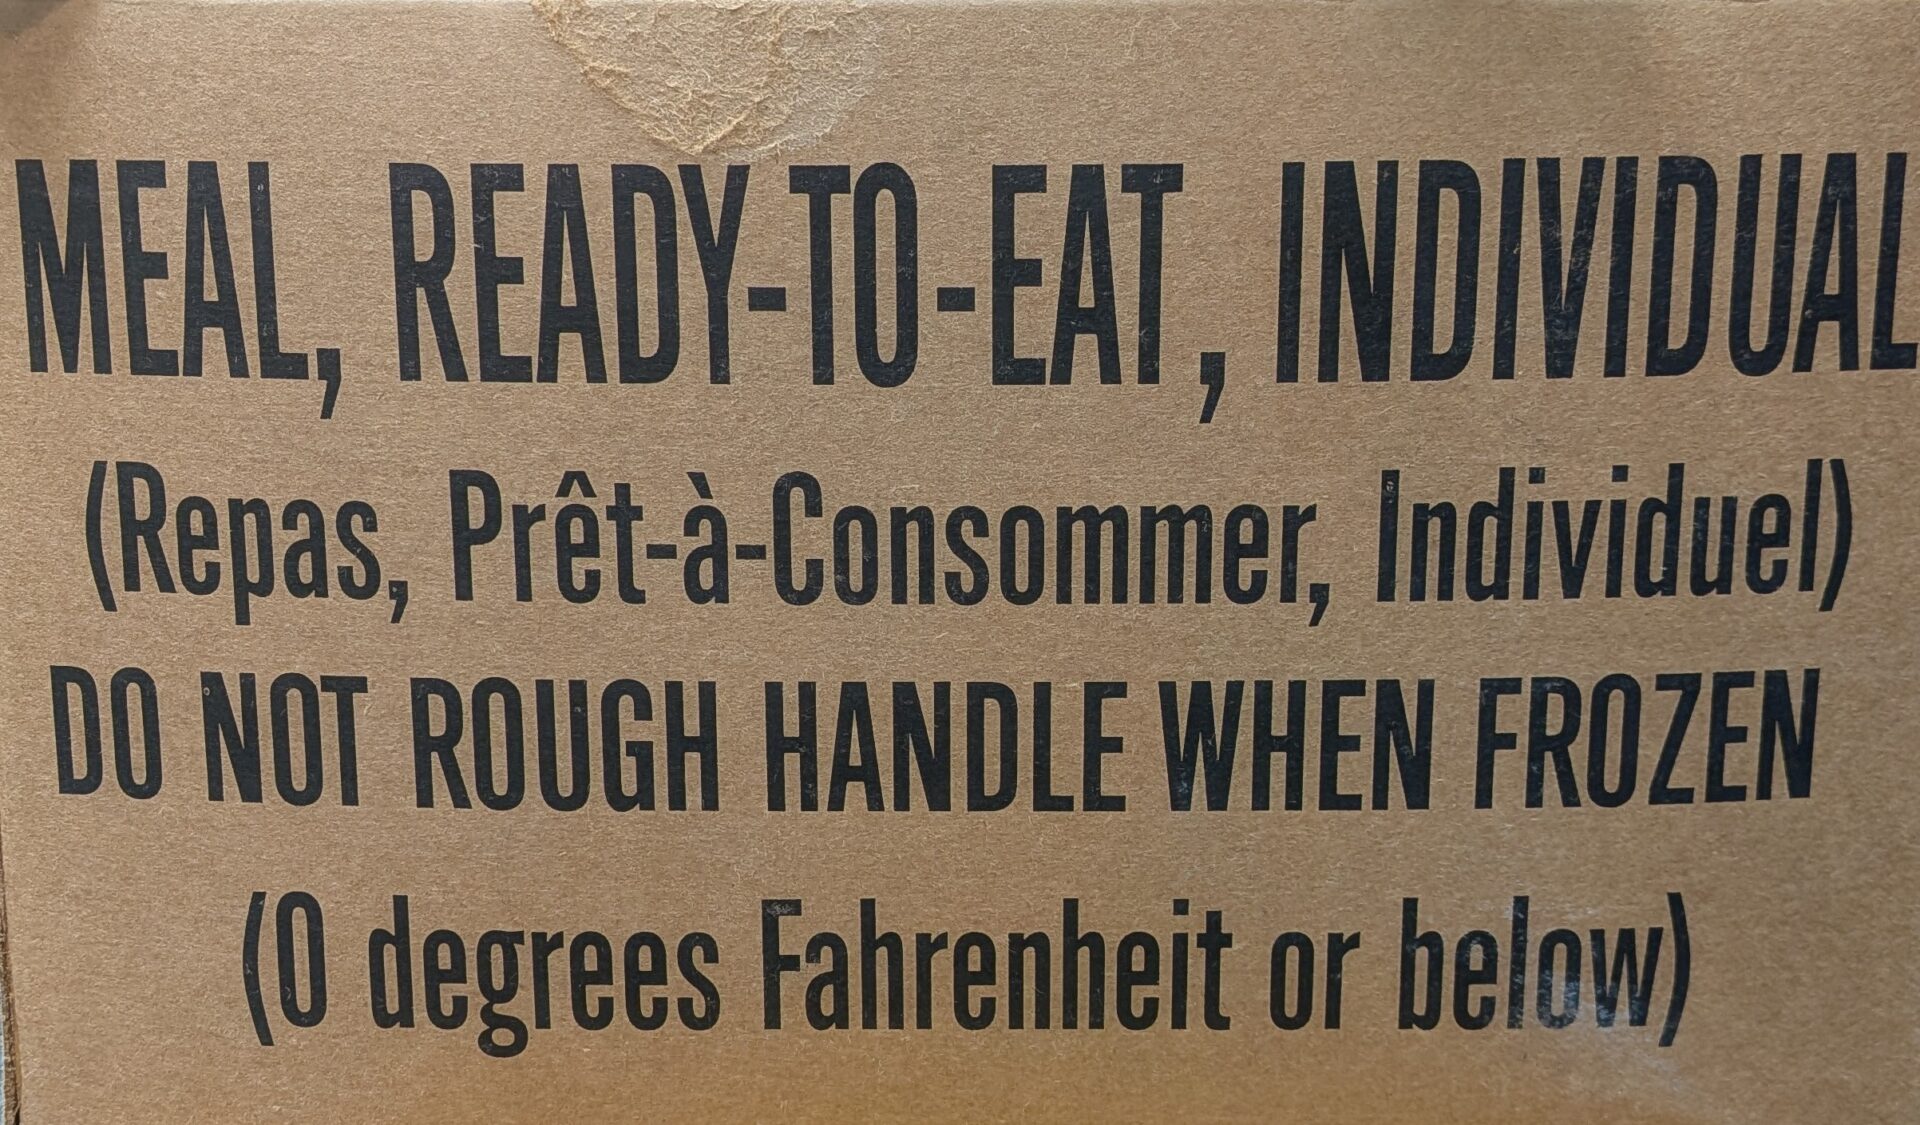 MEAL, READY-TO-EAT, INDIVIDUAL
(Repas, Prêt-à-Consommer, Individuel)
DO NOT ROUGH HANDLE WHEN FROZEN
(0 degrees Fahrenheit or below)